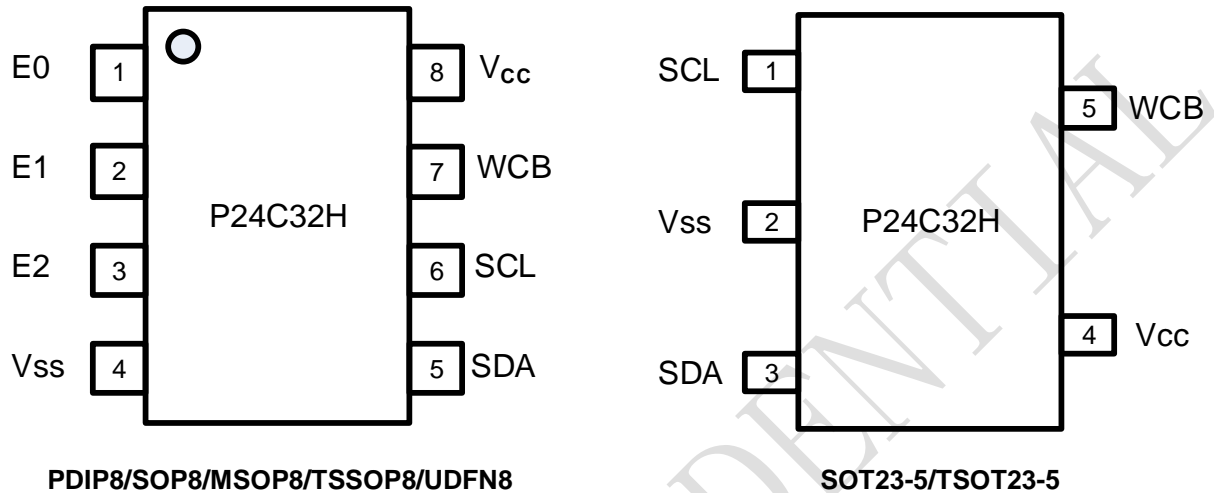 E0 1 8 Vcc
E1 2 7 WCB
P24C32H
E2 3 6 SCL
Vss 4 5 SDA
PDIP8/SOP8/MSOP8/TSSOP8/UDFN8
SCL 1
5 WCB
Vss 2 P24C32H
4 Vcc
SDA 3
SOT23-5/TSOT23-5
DENTIAL